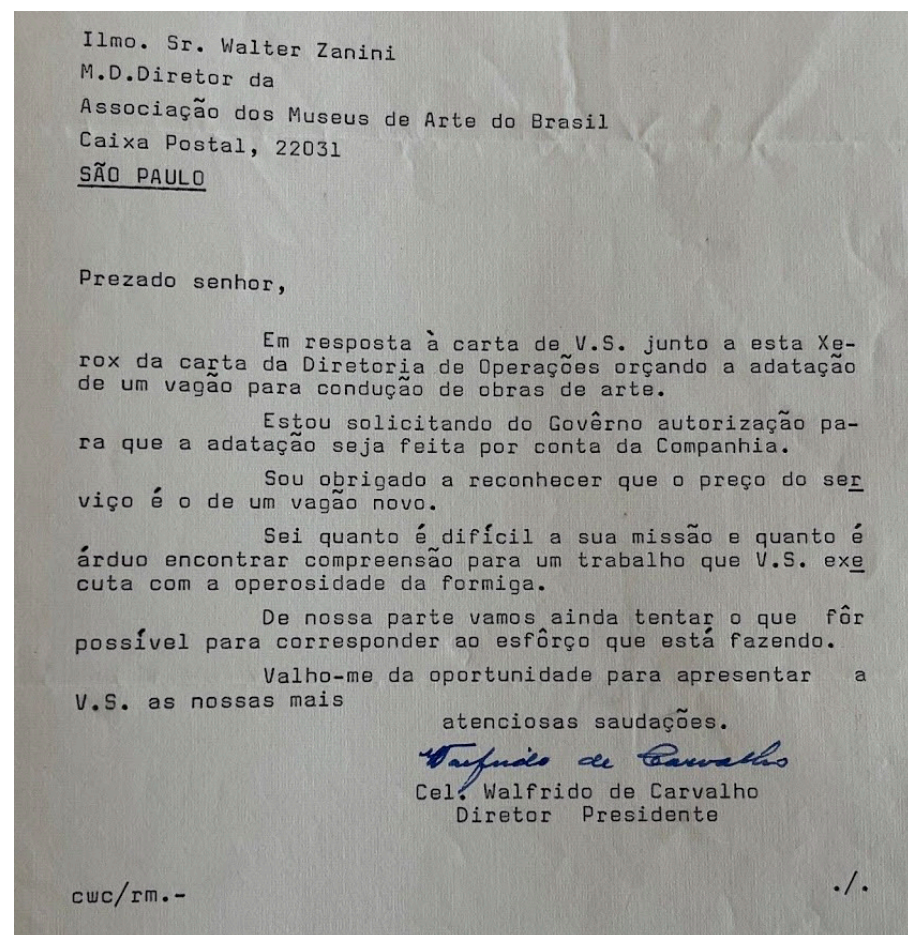 Ilmo. Sr. Walter Zanini
M.D.Diretor da
Associação dos Museus de Arte do Brasil
Caixa Postal, 22031
SÃO PAULO
Prezado senhor,
Em resposta à carta de V.S. junto a esta Xe-
rox da carta da Diretoria de Operações orçando a adatação
de um vagão para condução de obras de arte.
Estou solicitando do Govêrno autorização pa-
ra que a adatação seja feita por conta da Companhia.
Sou obrigado a reconhecer que o preço do ser
viço é o de um vagão novo.
Sei quanto é difícil a sua missão e quanto é
árduo encontrar compreensão para um trabalho que V.S. exe
cuta com a operosidade da formiga.
De nossa parte vamos ainda tentar o que fôr
possível para corresponder ao esfôrço que está fazendo.
Valho-me da oportunidade para apresentar a
V.S. as nossas mais
atenciosas saudações.
Walfrido de Carvalho
Cel. Walfrido de Carvalho
Diretor Presidente
cwc/rm.-
./.